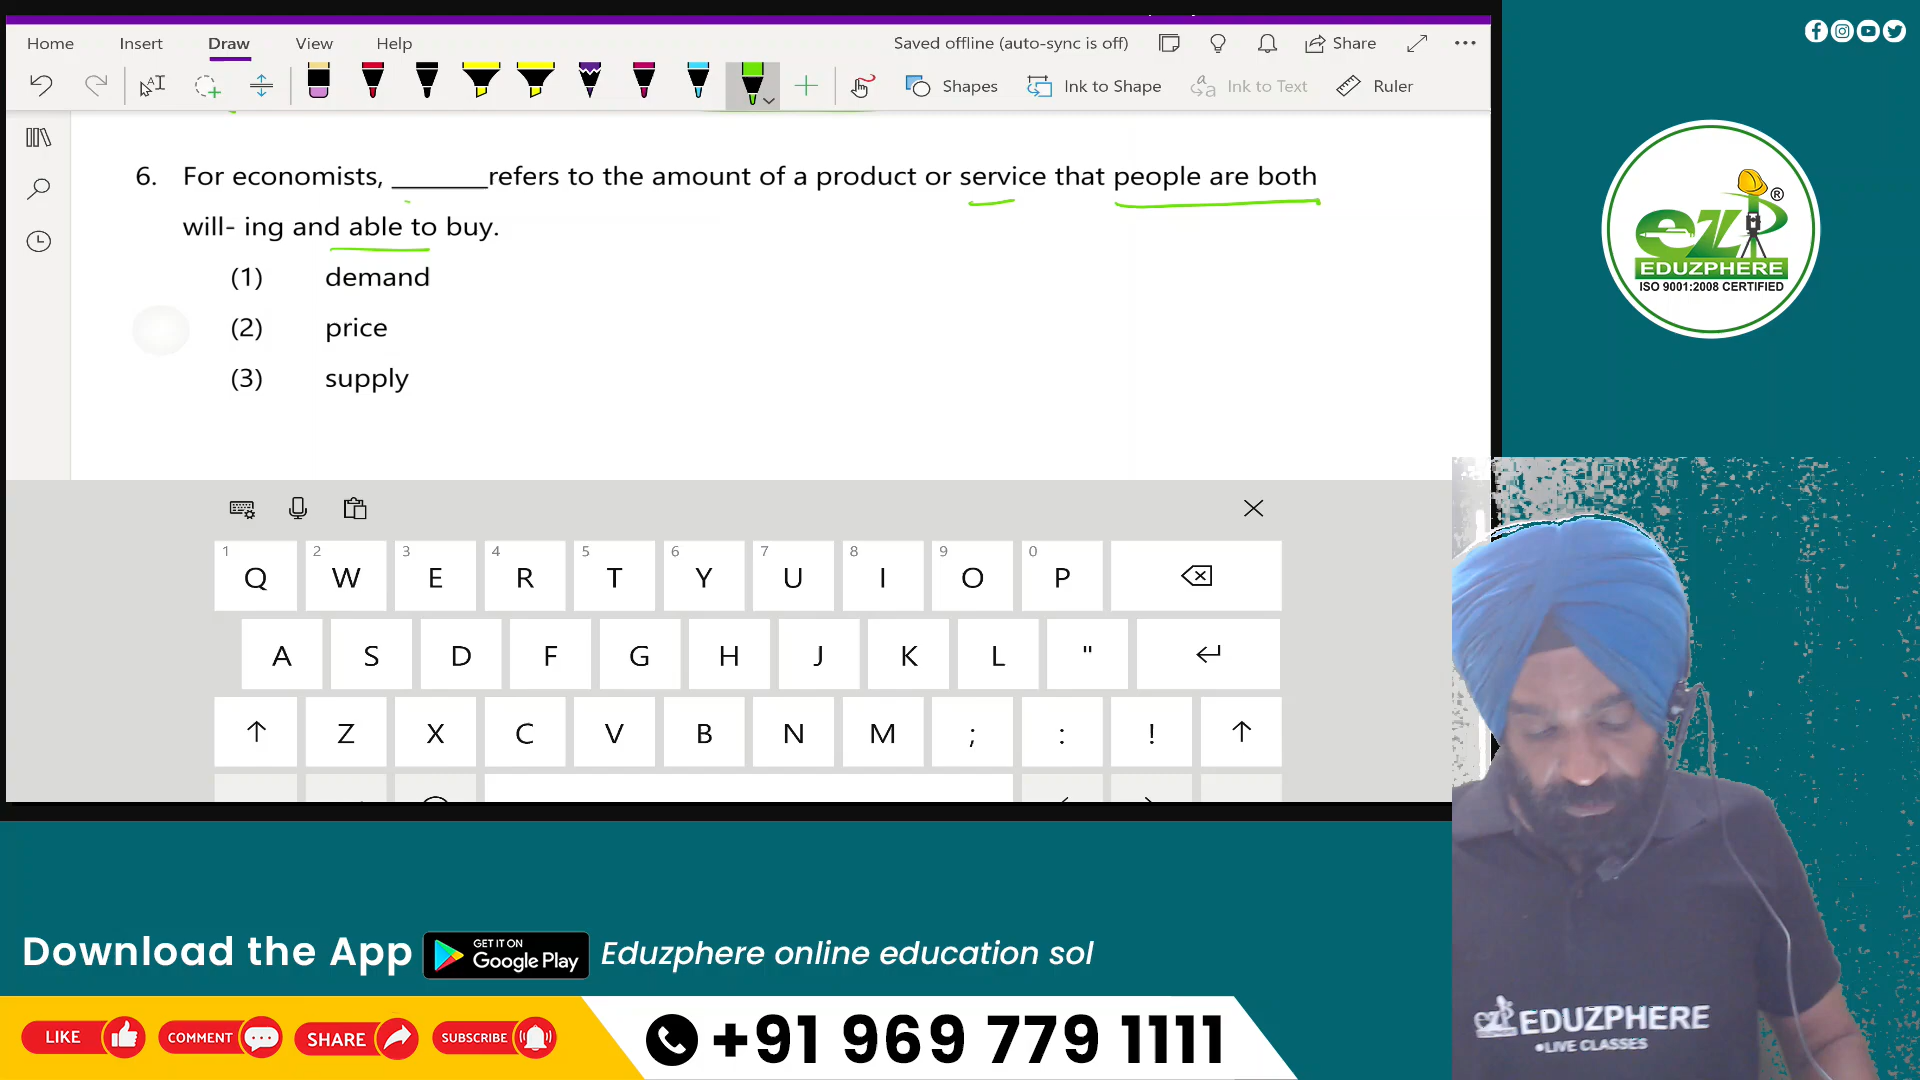 Home Insert Draw View Help Saved offline (auto-sync is off) Share
Shapes Ink to Shape Ink to Text Ruler
6. For economists, _______refers to the amount of a product or service that people are both
will- ing and able to buy.
(1) demand
(2) price
(3) supply
1 Q 2 W 3 E 4 R 5 T 6 Y 7 U 8 I 9 O 0 P
A S D F G H J K L "
Z X C V B N M ; : !
ezp ®
EDUZPHERE
ISO 9001:2008 CERTIFIED
ezp EDUZPHERE
•LIVE CLASSES
Download the App GET IT ON Google Play Eduzphere online education sol
LIKE COMMENT SHARE SUBSCRIBE +91 969 779 1111